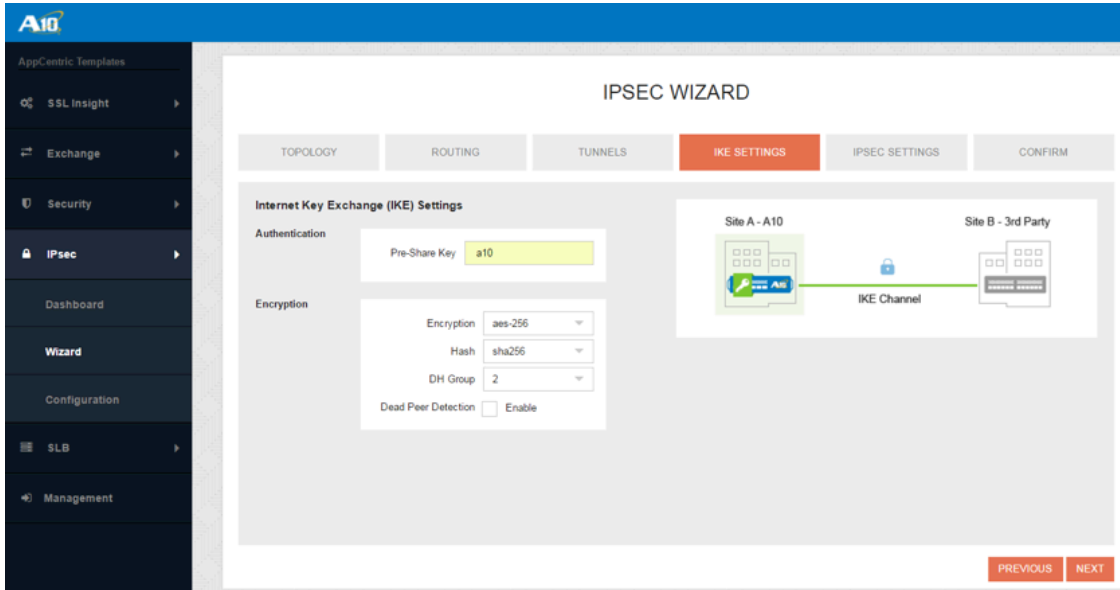 A10
AppCentric Templates
SSL Insight
Exchange
Security
IPsec
Dashboard
Wizard
Configuration
SLB
Management
IPSEC WIZARD
TOPOLOGY ROUTING TUNNELS IKE SETTINGS IPSEC SETTINGS CONFIRM
Internet Key Exchange (IKE) Settings
Authentication
Pre-Share Key a10
Encryption
Encryption aes-256
Hash sha256
DH Group 2
Dead Peer Detection Enable
Site A - A10 Site B - 3rd Party
A10
IKE Channel
PREVIOUS NEXT